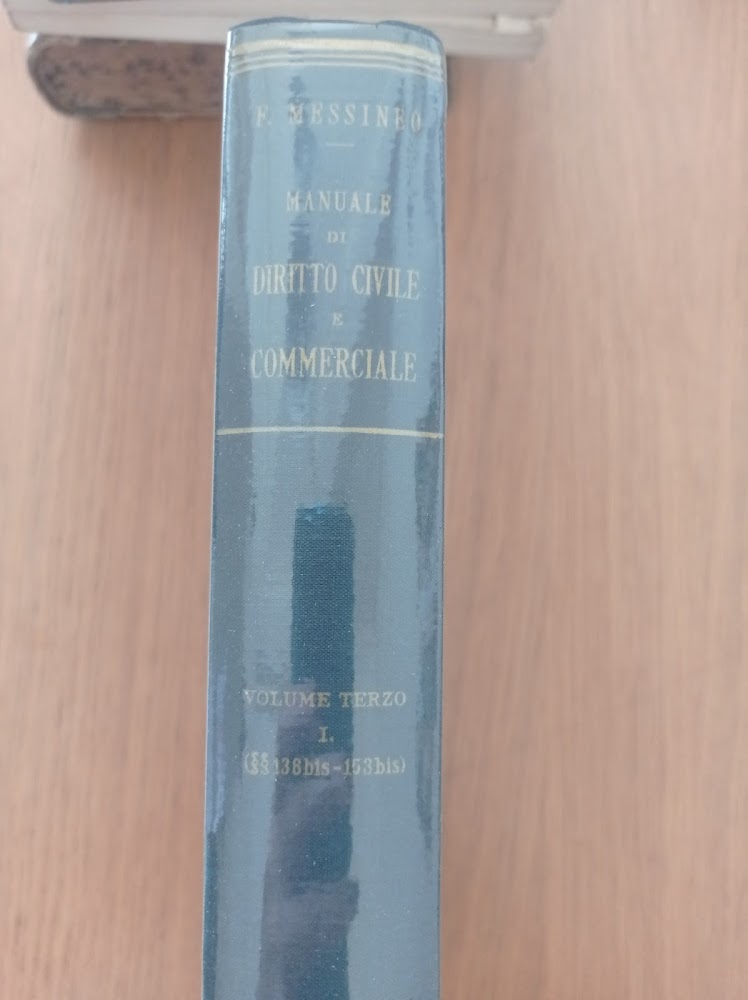 F. MESSINEO
MANUALE
DI
DIRITTO CIVILE
E
COMMERCIALE
VOLUME TERZO
I.
(§§ 138bis-153bis)